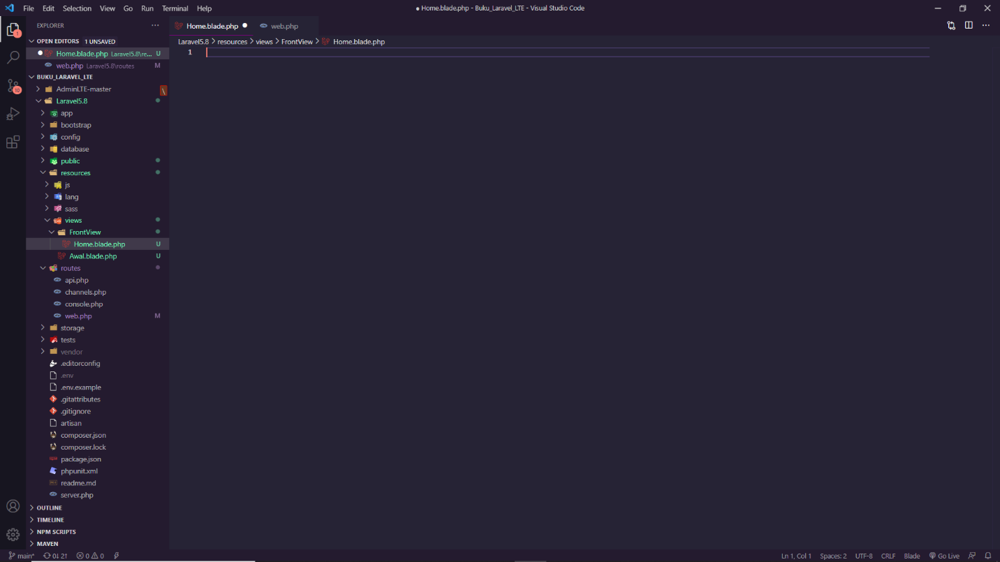 File Edit Selection View Go Run Terminal Help
● Home.blade.php - Buku_Laravel_LTE - Visual Studio Code
EXPLORER
Home.blade.php
web.php
OPEN EDITORS 1 UNSAVED
Laravel5.8 > resources > views > FrontView > Home.blade.php
1
1
Home.blade.php Laravel5.8\re... U
web.php Laravel5.8\routes M
BUKU_LARAVEL_LTE
AdminLTE-master
\
10
Laravel5.8
app
bootstrap
config
database
public
resources
js
lang
sass
views
FrontView
Home.blade.php U
Awal.blade.php U
routes
api.php
channels.php
console.php
web.php M
storage
tests
vendor
.editorconfig
.env
.env.example
.gitattributes
.gitignore
artisan
composer.json
composer.lock
package.json
phpunit.xml
readme.md
server.php
OUTLINE
TIMELINE
NPM SCRIPTS
MAVEN
main* 0↓ 2↑ 0 0
Ln 1, Col 1 Spaces: 2 UTF-8 CRLF Blade Go Live